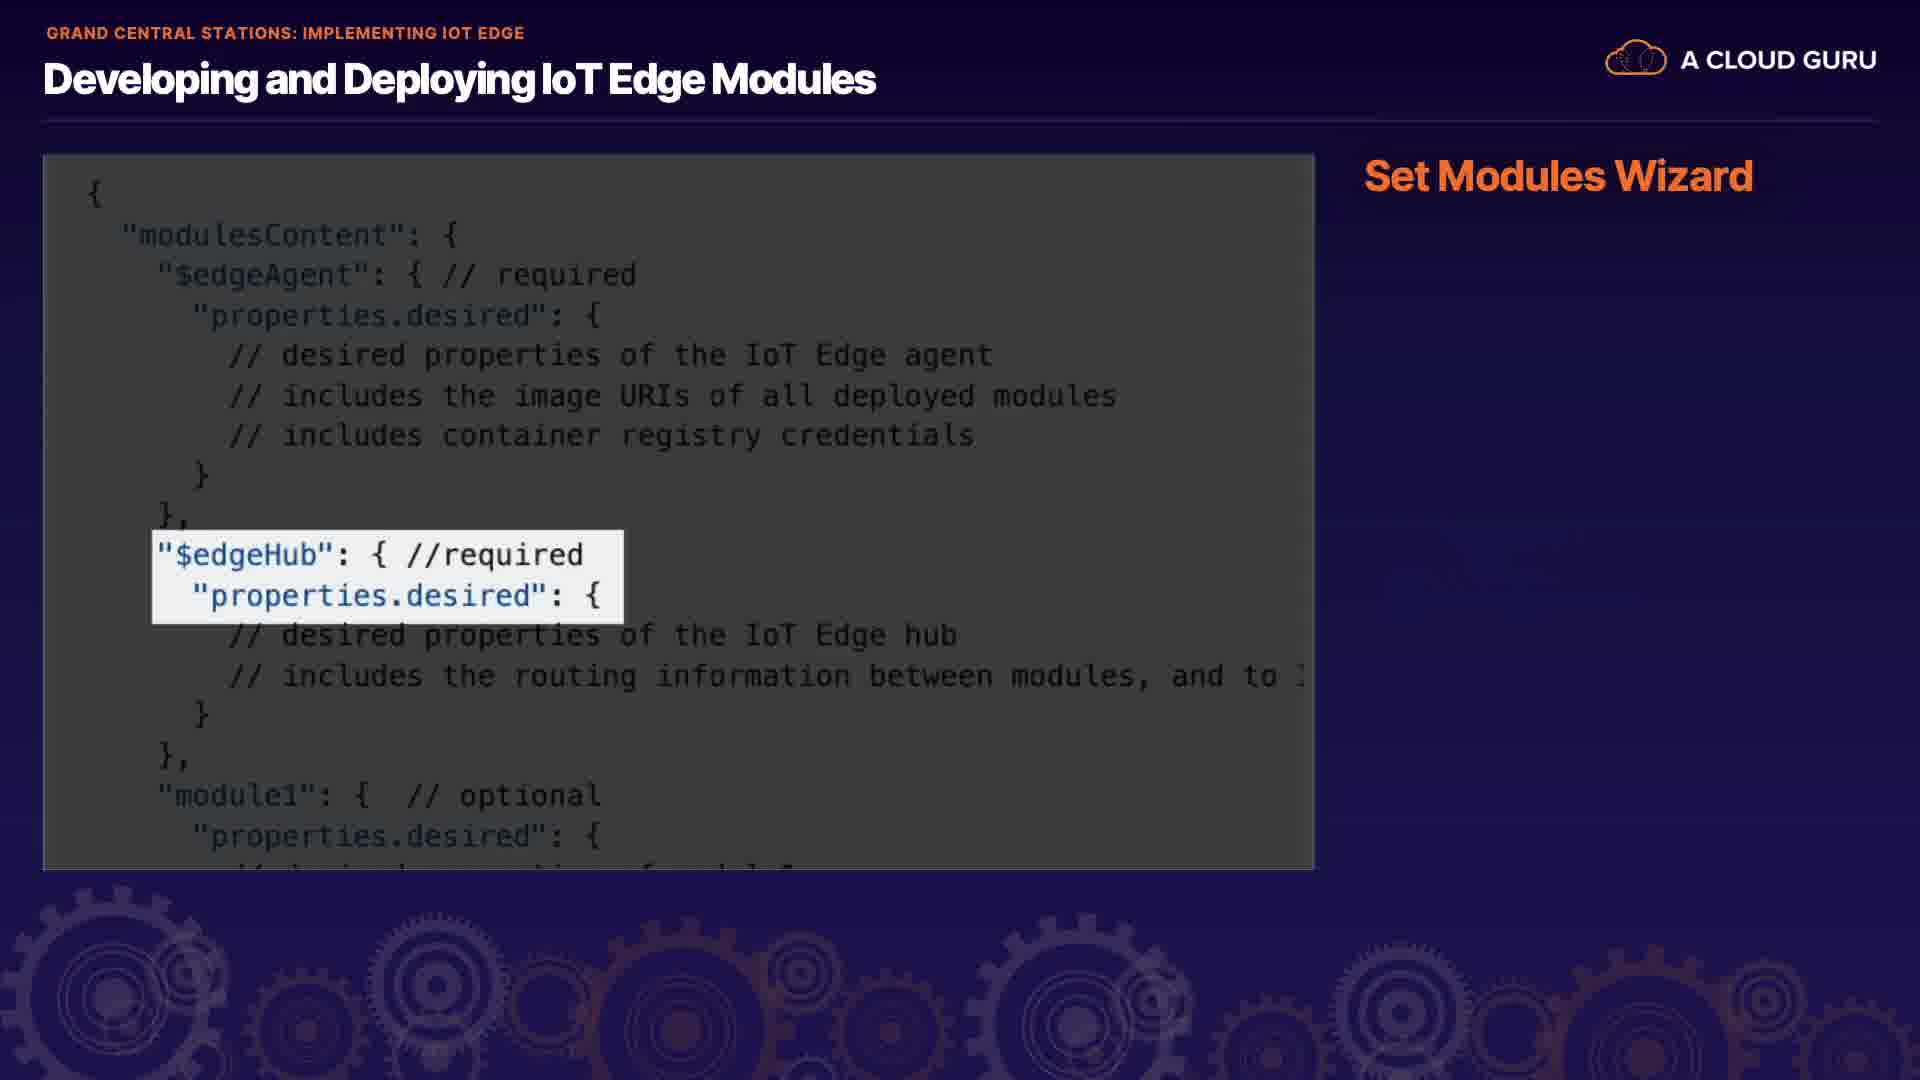 GRAND CENTRAL STATIONS: IMPLEMENTING IOT EDGE
Developing and Deploying IoT Edge Modules
A CLOUD GURU
Set Modules Wizard
{
"modulesContent": {
"$edgeAgent": { // required
"properties.desired": {
// desired properties of the IoT Edge agent
// includes the image URIs of all deployed modules
// includes container registry credentials
}
},
"$edgeHub": { //required
"properties.desired": {
// desired properties of the IoT Edge hub
// includes the routing information between modules, and to
}
},
"module1": {  // optional
"properties.desired": {